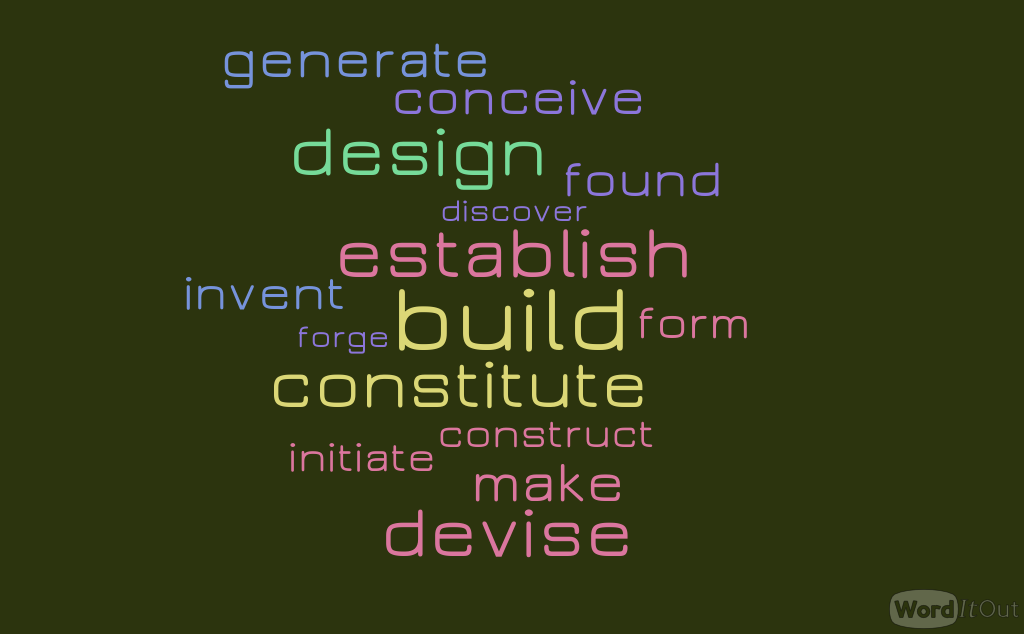 generate
conceive
design
found
discover
establish
invent
build
form
forge
constitute
construct
initiate
make
devise
WordItOut